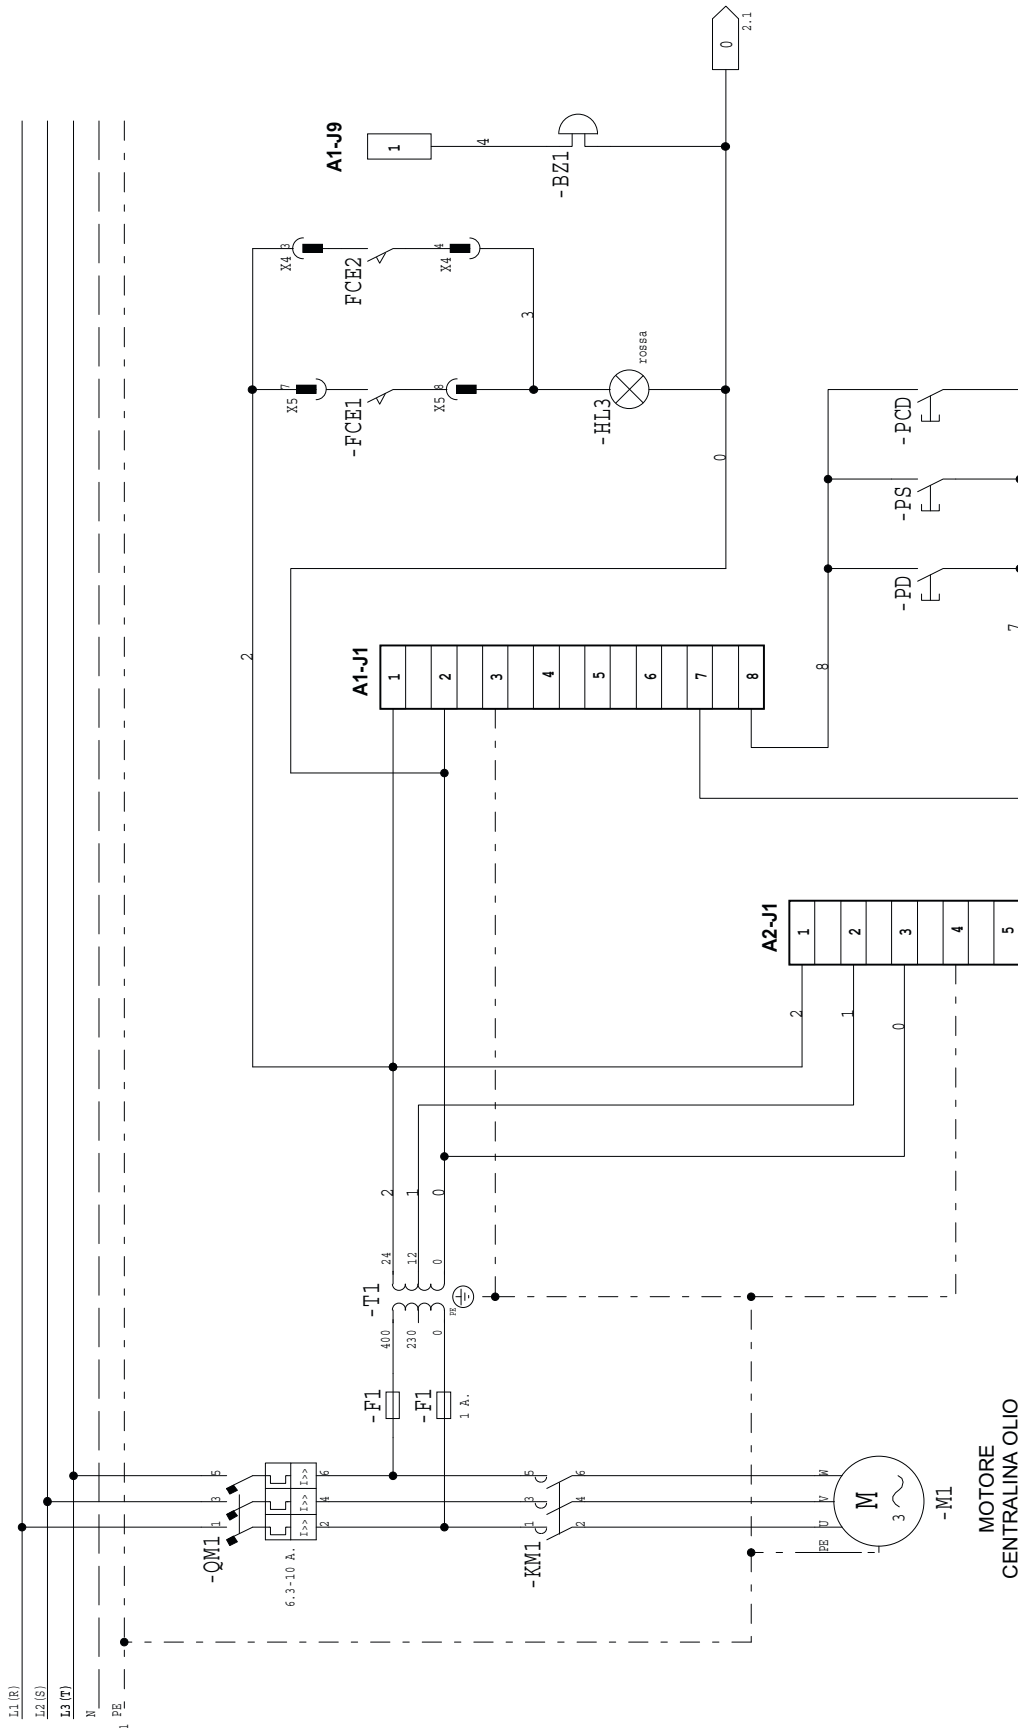 L1(R)
L2(S)
L3(T)
N
PE
1
-QM1
1
3
5
I>>
I>>
I>>
2
4
6
6.3-10 A.
-F1
-F1
1 A.
400
230
0
-T1
PE
24
12
0
2
1
0
-KM1
1
3
5
2
4
6
PE
U
V
W
M
3
-M1
MOTORE
CENTRALINA OLIO
2
1
0
A2-J1
1
2
3
4
5
A1-J1
1
2
3
4
5
6
7
8
2
8
7
-PD
-PS
-PCD
0
X5
7
-FCE1
X5
8
X4
3
FCE2
X4
4
3
-HL3
rossa
A1-J9
1
4
-BZ1
0
2.1